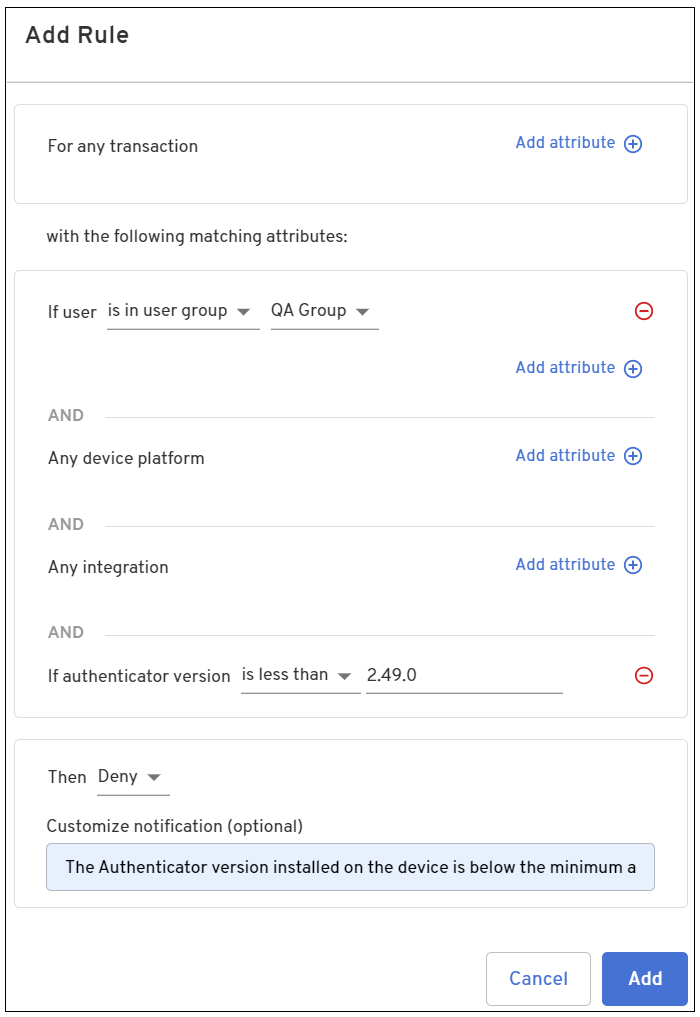 Add Rule
For any transaction Add attribute
with the following matching attributes:
If user is in user group QA Group
Add attribute
AND
Any device platform Add attribute
AND
Any integration Add attribute
AND
If authenticator version is less than 2.49.0
Then Deny
Customize notification (optional)
The Authenticator version installed on the device is below the minimum a
Cancel Add